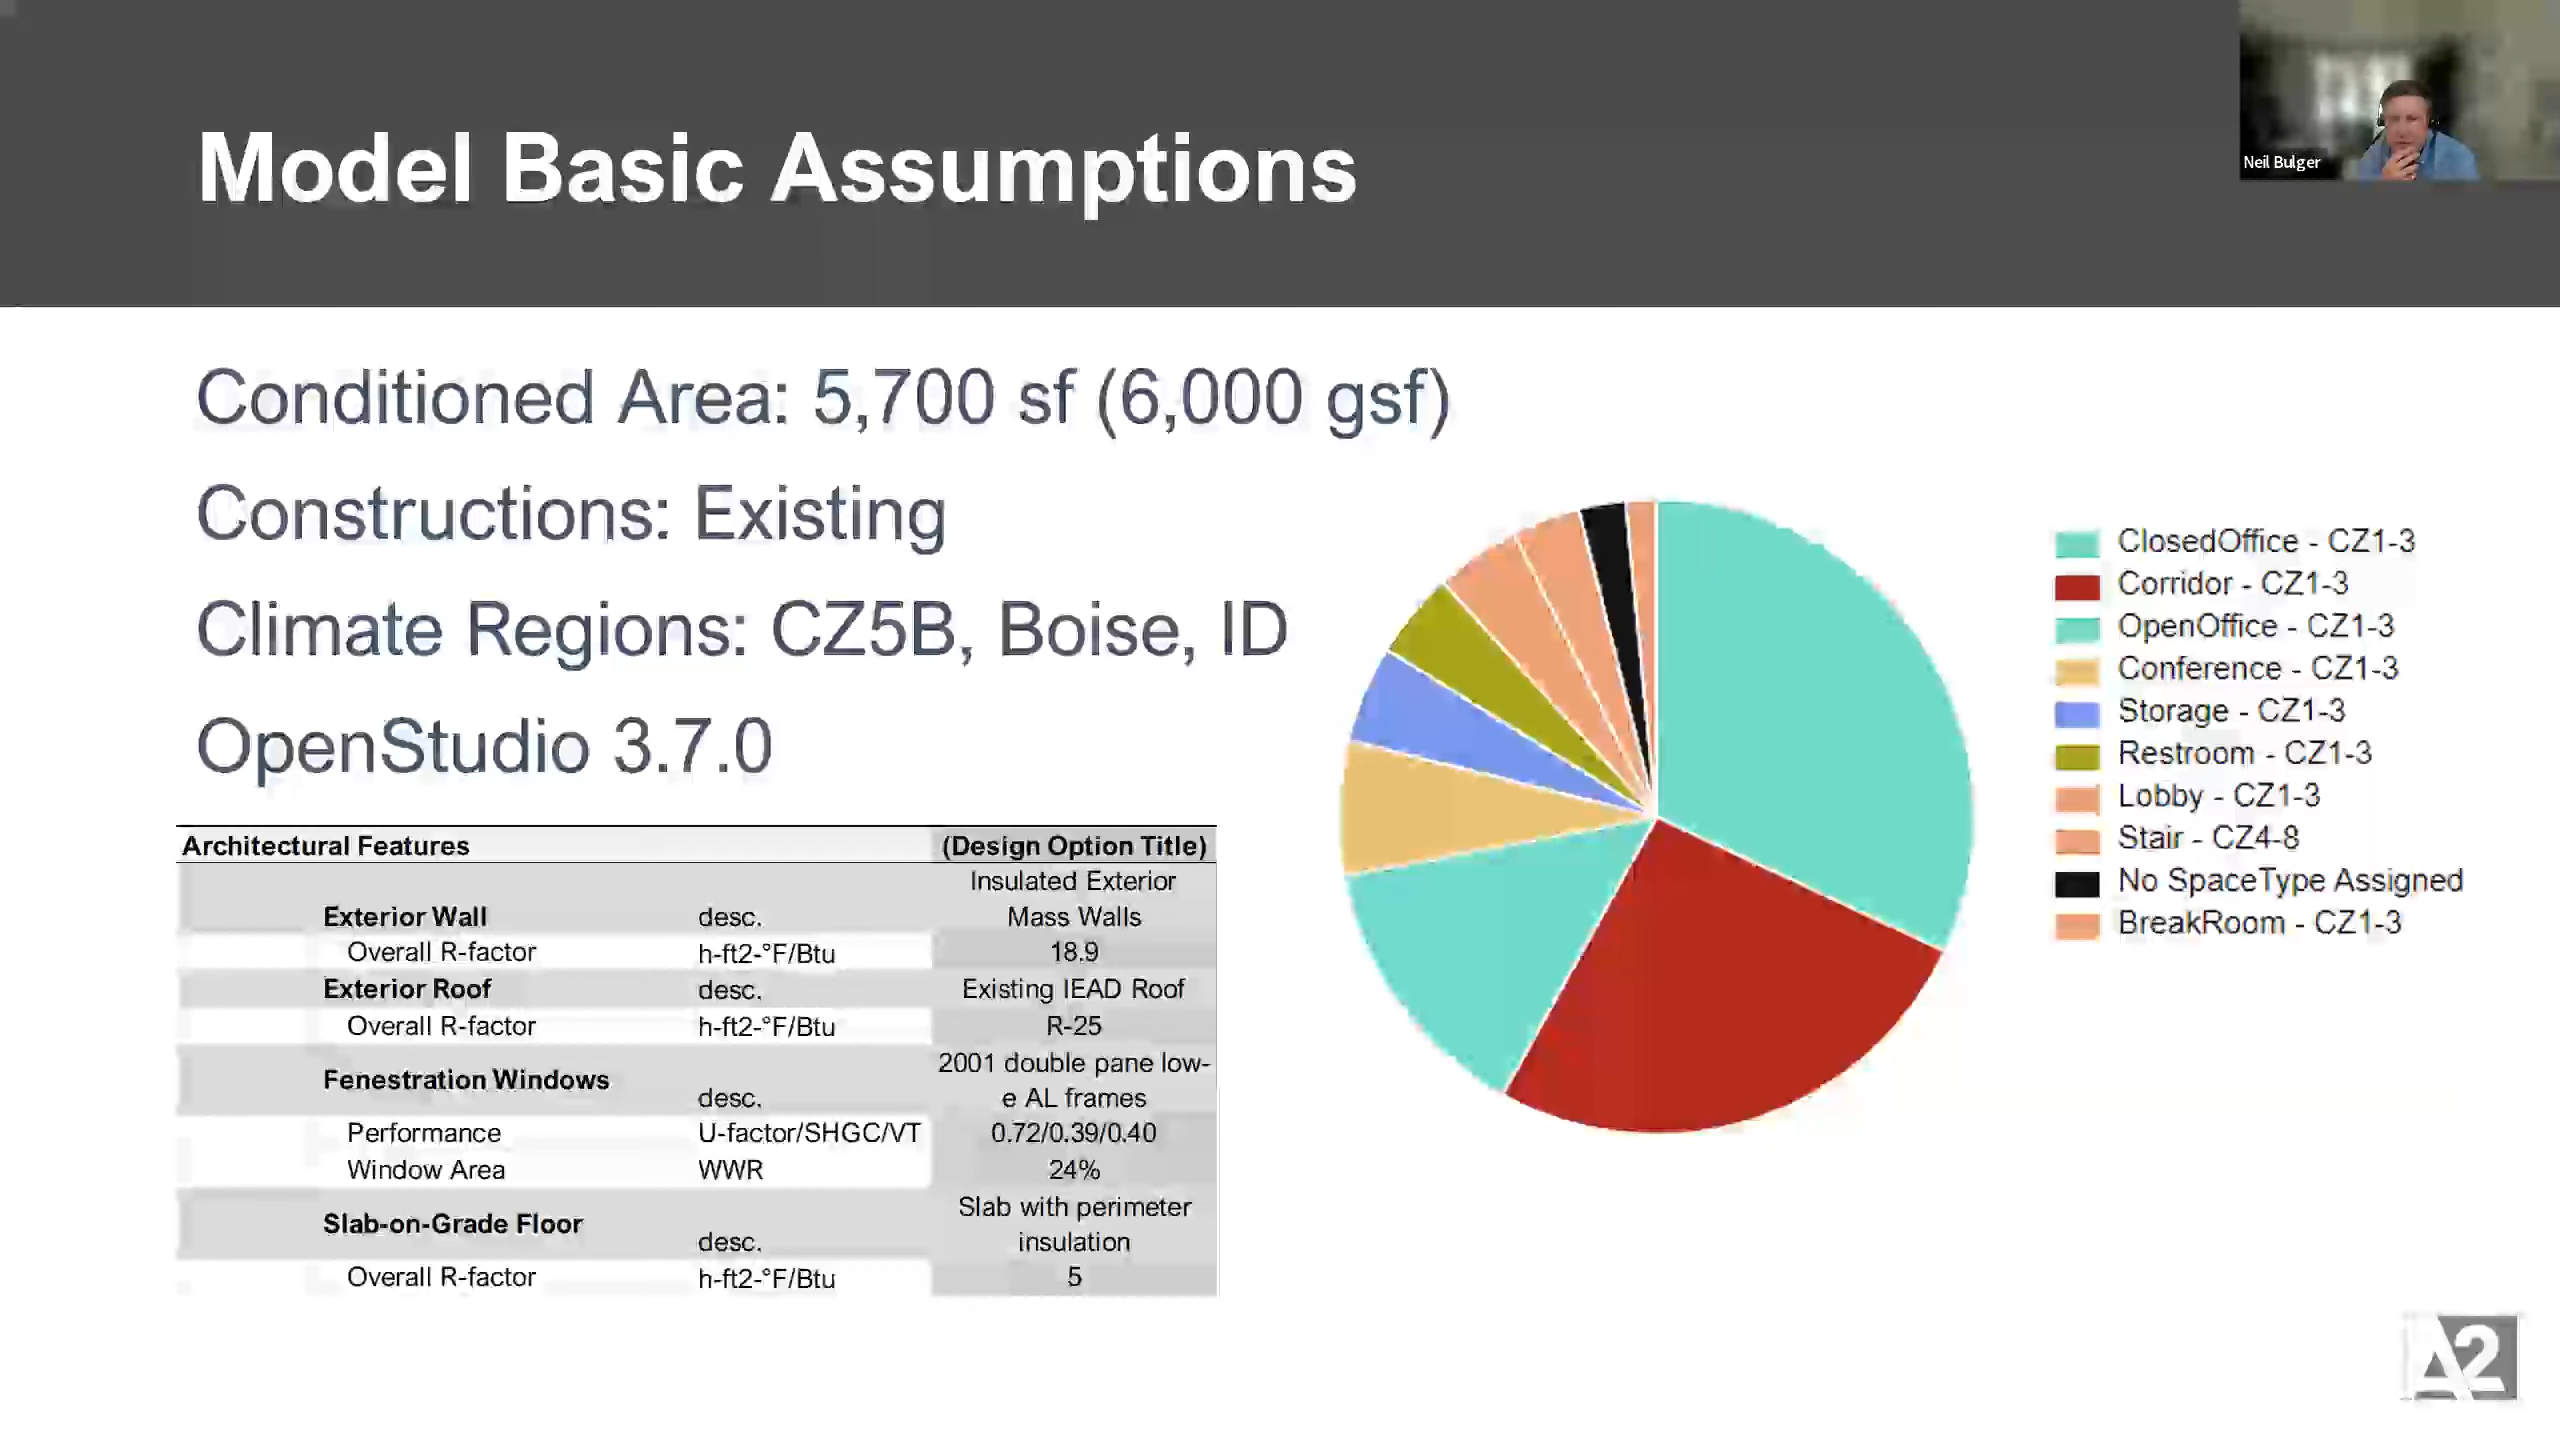 Model Basic Assumptions
Neil Bulger
Conditioned Area: 5,700 sf (6,000 gsf)
Constructions: Existing
Climate Regions: CZ5B, Boise, ID
OpenStudio 3.7.0
Architectural Features (Design Option Title)
Insulated Exterior
Exterior Wall desc. Mass Walls
Overall R-factor h-ft2-°F/Btu 18.9
Exterior Roof desc. Existing IEAD Roof
Overall R-factor h-ft2-°F/Btu R-25
2001 double pane low-
Fenestration Windows
desc. e AL frames
Performance U-factor/SHGC/VT 0.72/0.39/0.40
Window Area WWR 24%
Slab with perimeter
Slab-on-Grade Floor
desc. insulation
Overall R-factor h-ft2-°F/Btu 5
ClosedOffice - CZ1-3
Corridor - CZ1-3
OpenOffice - CZ1-3
Conference - CZ1-3
Storage - CZ1-3
Restroom - CZ1-3
Lobby - CZ1-3
Stair - CZ4-8
No SpaceType Assigned
BreakRoom - CZ1-3
A2